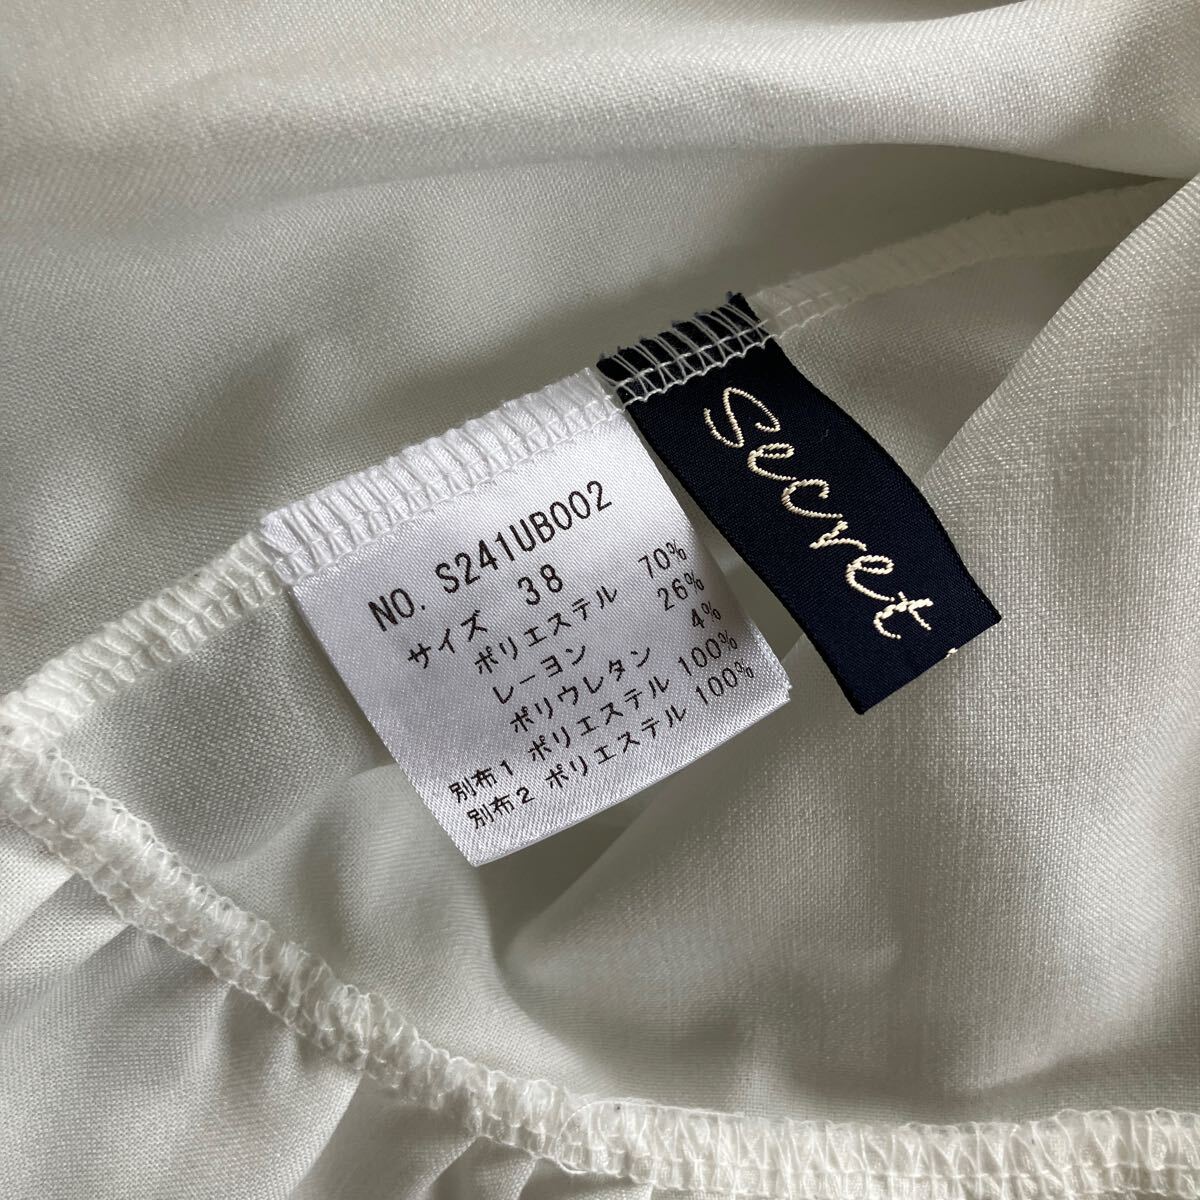 NO. S241UB002
サイズ 38
ポリエステル 70%
レーヨン 26%
ポリウレタン 4%
別布1 ポリエステル 100%
別布2 ポリエステル 100%
Secret